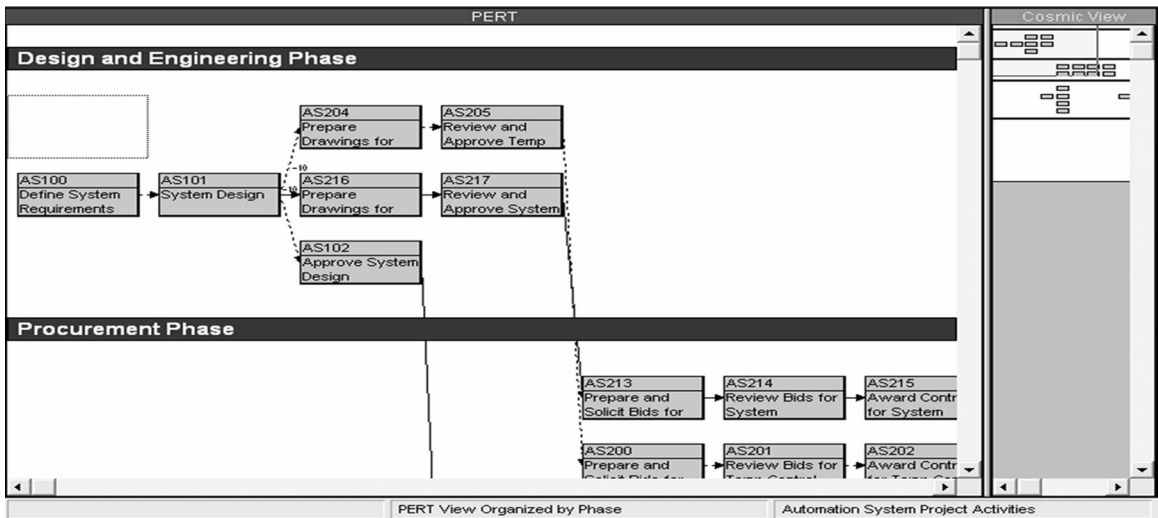 PERT
Cosmic View
Design and Engineering Phase
AS204
Prepare
Drawings for
AS205
Review and
Approve Temp
10
AS100
Define System
Requirements
AS101
System Design
AS216
Prepare
Drawings for
AS217
Review and
Approve System
AS102
Approve System
Design
Procurement Phase
AS213
Prepare and
Solicit Bids for
AS214
Review Bids for
System
AS215
Award Contr
for System
AS200
Prepare and
AS201
Review Bids for
AS202
Award Contr
PERT View Organized by Phase
Automation System Project Activities